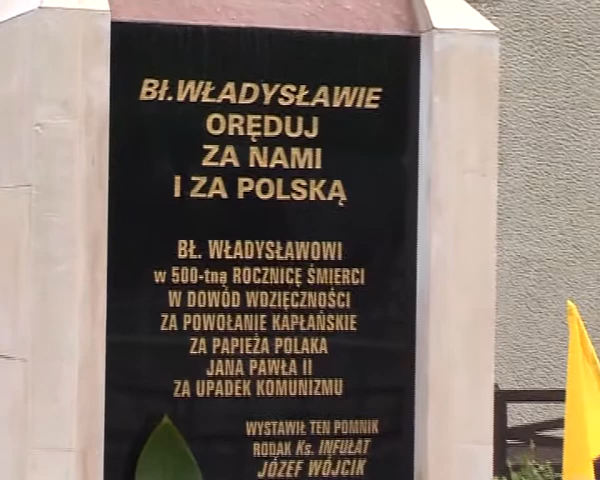 BŁ.WŁADYSŁAWIE
ORĘDUJ
ZA NAMI
I ZA POLSKĄ
BŁ. WŁADYSŁAWOWI
w 500-tną ROCZNICĘ ŚMIERCI
W DOWÓD WDZIĘCZNOŚCI
ZA POWOŁANIE KAPŁAŃSKIE
ZA PAPIEŻA POLAKA
JANA PAWŁA II
ZA UPADEK KOMUNIZMU
WYSTAWIŁ TEN POMNIK
RODAK Ks. INFUŁAT
JÓZEF WÓJCIK